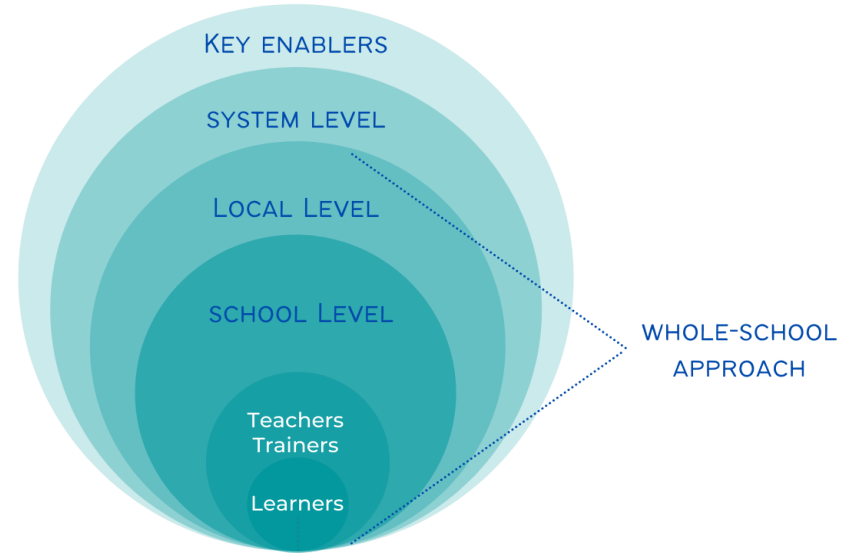 KEY ENABLERS
SYSTEM LEVEL
LOCAL LEVEL
SCHOOL LEVEL
WHOLE-SCHOOL
APPROACH
Teachers
Trainers
Learners